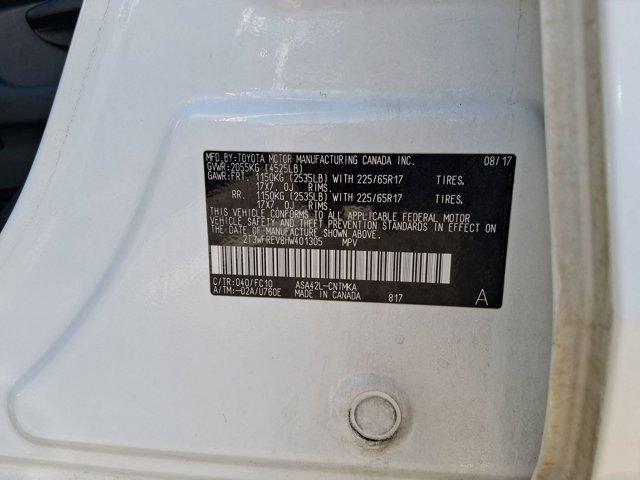 MFD.BY:TOYOTA MOTOR MANUFACTURING CANADA INC. 08/17
GVWR:2055KG (4525LB)
GAWR:FRT. 1150KG (2535LB) WITH 225/65R17 TIRES,
17X7. 0J RIMS.
RR. 1150KG (2535LB) WITH 225/65R17 TIRES,
17X7. 0J RIMS.
THIS VEHICLE CONFORMS TO ALL APPLICABLE FEDERAL MOTOR
VEHICLE SAFETY AND THEFT PREVENTION STANDARDS IN EFFECT ON
THE DATE OF MANUFACTURE SHOWN ABOVE.
2T3WFREV8HW401305 MPV
C/TR:040/FC10 ASA42L-CNTMKA
A/TM:-02A/U760E MADE IN CANADA 817 A